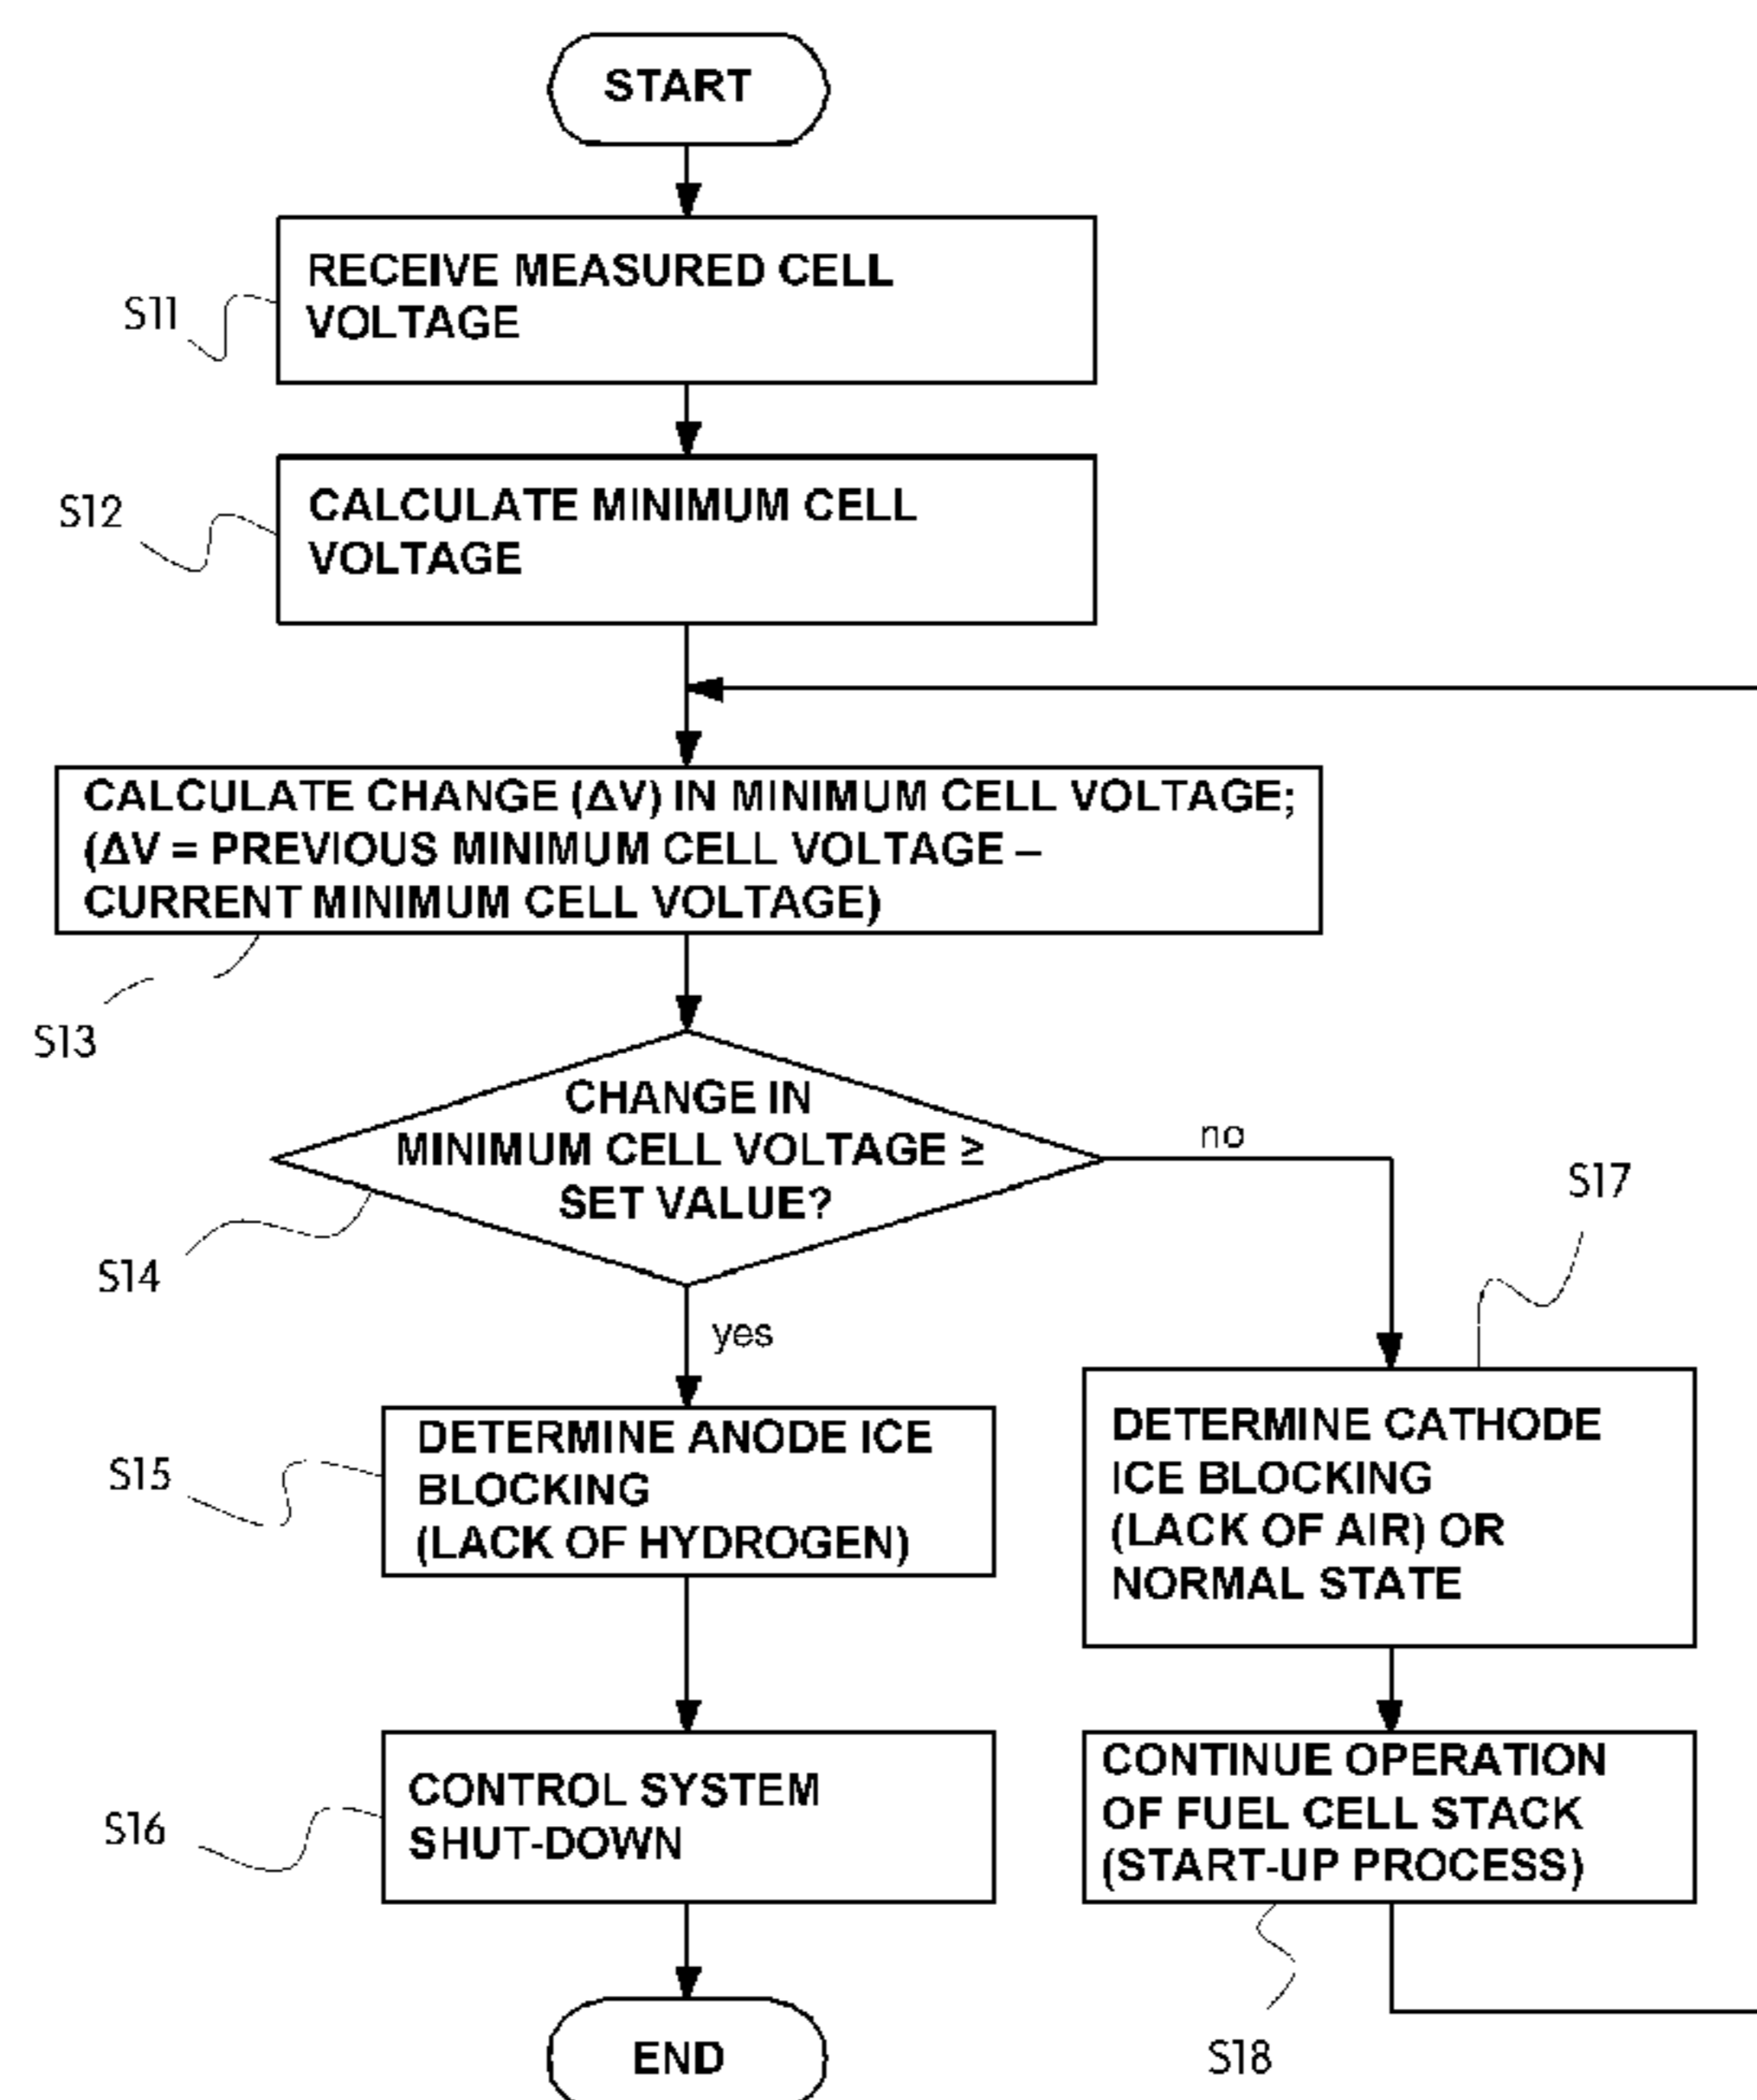 START
RECEIVE MEASURED CELL
VOLTAGE
S11
CALCULATE MINIMUM CELL
VOLTAGE
S12
CALCULATE CHANGE (ΔV) IN MINIMUM CELL VOLTAGE;
(ΔV = PREVIOUS MINIMUM CELL VOLTAGE –
CURRENT MINIMUM CELL VOLTAGE)
S13
CHANGE IN
MINIMUM CELL VOLTAGE ≥
SET VALUE?
S14
no
yes
S17
DETERMINE ANODE ICE
BLOCKING
(LACK OF HYDROGEN)
S15
DETERMINE CATHODE
ICE BLOCKING
(LACK OF AIR) OR
NORMAL STATE
CONTROL SYSTEM
SHUT-DOWN
S16
CONTINUE OPERATION
OF FUEL CELL STACK
(START-UP PROCESS)
S18
END